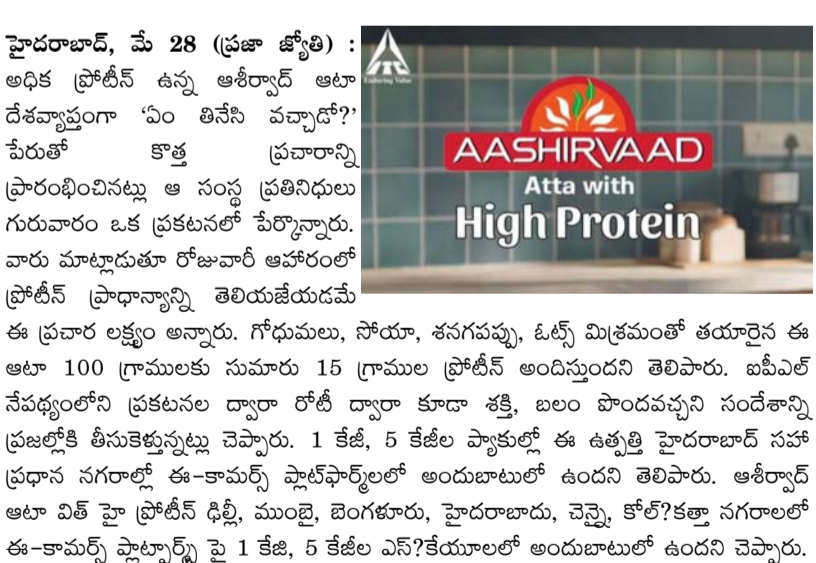 హైదరాబాద్, మే 28 (ప్రజా జ్యోతి) :
అధిక ప్రోటీన్ ఉన్న ఆశీర్వాద్ ఆటా
దేశవ్యాప్తంగా ‘ఏం తినేసి వచ్చాడో?’
పేరుతో కొత్త ప్రచారాన్ని
ప్రారంభించినట్లు ఆ సంస్థ ప్రతినిధులు
గురువారం ఒక ప్రకటనలో పేర్కొన్నారు.
వారు మాట్లాడుతూ రోజువారీ ఆహారంలో
ప్రోటీన్ ప్రాధాన్యాన్ని తెలియజేయడమే
ఈ ప్రచార లక్ష్యం అన్నారు. గోధుమలు, సోయా, శనగపప్పు, ఓట్స్ మిశ్రమంతో తయారైన ఈ
ఆటా 100 గ్రాములకు సుమారు 15 గ్రాముల ప్రోటీన్ అందిస్తుందని తెలిపారు. ఐపీఎల్
నేపథ్యంలోని ప్రకటనల ద్వారా రోటీ ద్వారా కూడా శక్తి, బలం పొందవచ్చని సందేశాన్ని
ప్రజల్లోకి తీసుకెళ్తున్నట్లు చెప్పారు. 1 కేజీ, 5 కేజీల ప్యాకుల్లో ఈ ఉత్పత్తి హైదరాబాద్ సహా
ప్రధాన నగరాల్లో ఈ-కామర్స్ ప్లాట్‌ఫార్మ్‌లలో అందుబాటులో ఉందని తెలిపారు. ఆశీర్వాద్
ఆటా విత్ హై ప్రోటీన్ ఢిల్లీ, ముంబై, బెంగళూరు, హైదరాబాదు, చెన్నై, కోల్?కత్తా నగరాలలో
ఈ-కామర్స్ ప్లాట్ఫార్మ్స్ పై 1 కేజి, 5 కేజీల ఎస్?కేయూలలో అందుబాటులో ఉందని చెప్పారు.
ITC
Enduring Value
AASHIRVAAD
Atta with
High Protein